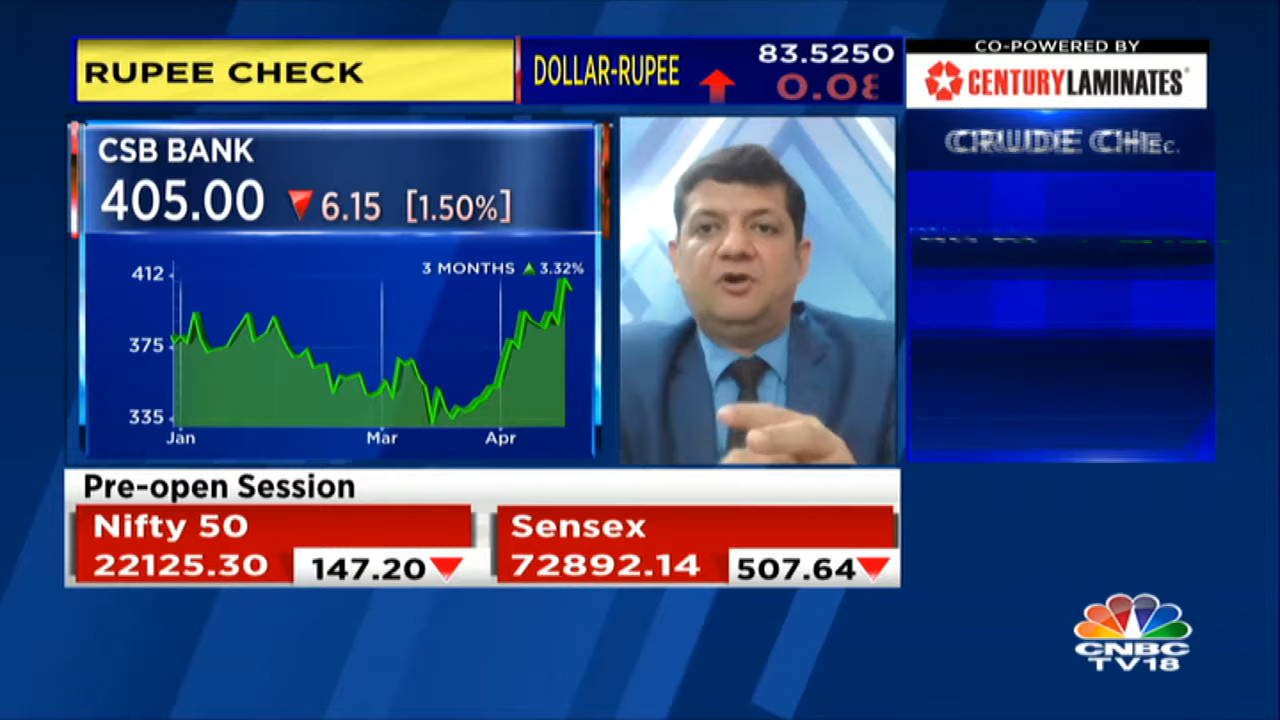 RUPEE CHECK
DOLLAR-RUPEE
83.5250
CO-POWERED BY
CENTURYLAMINATES
CSB BANK
405.00 6.15 [1.50%]
3 MONTHS 3.32%
412
375
335
Jan Mar Apr
Pre-open Session
Nifty 50
22125.30 147.20
Sensex
72892.14 507.64
CNBC
TV18